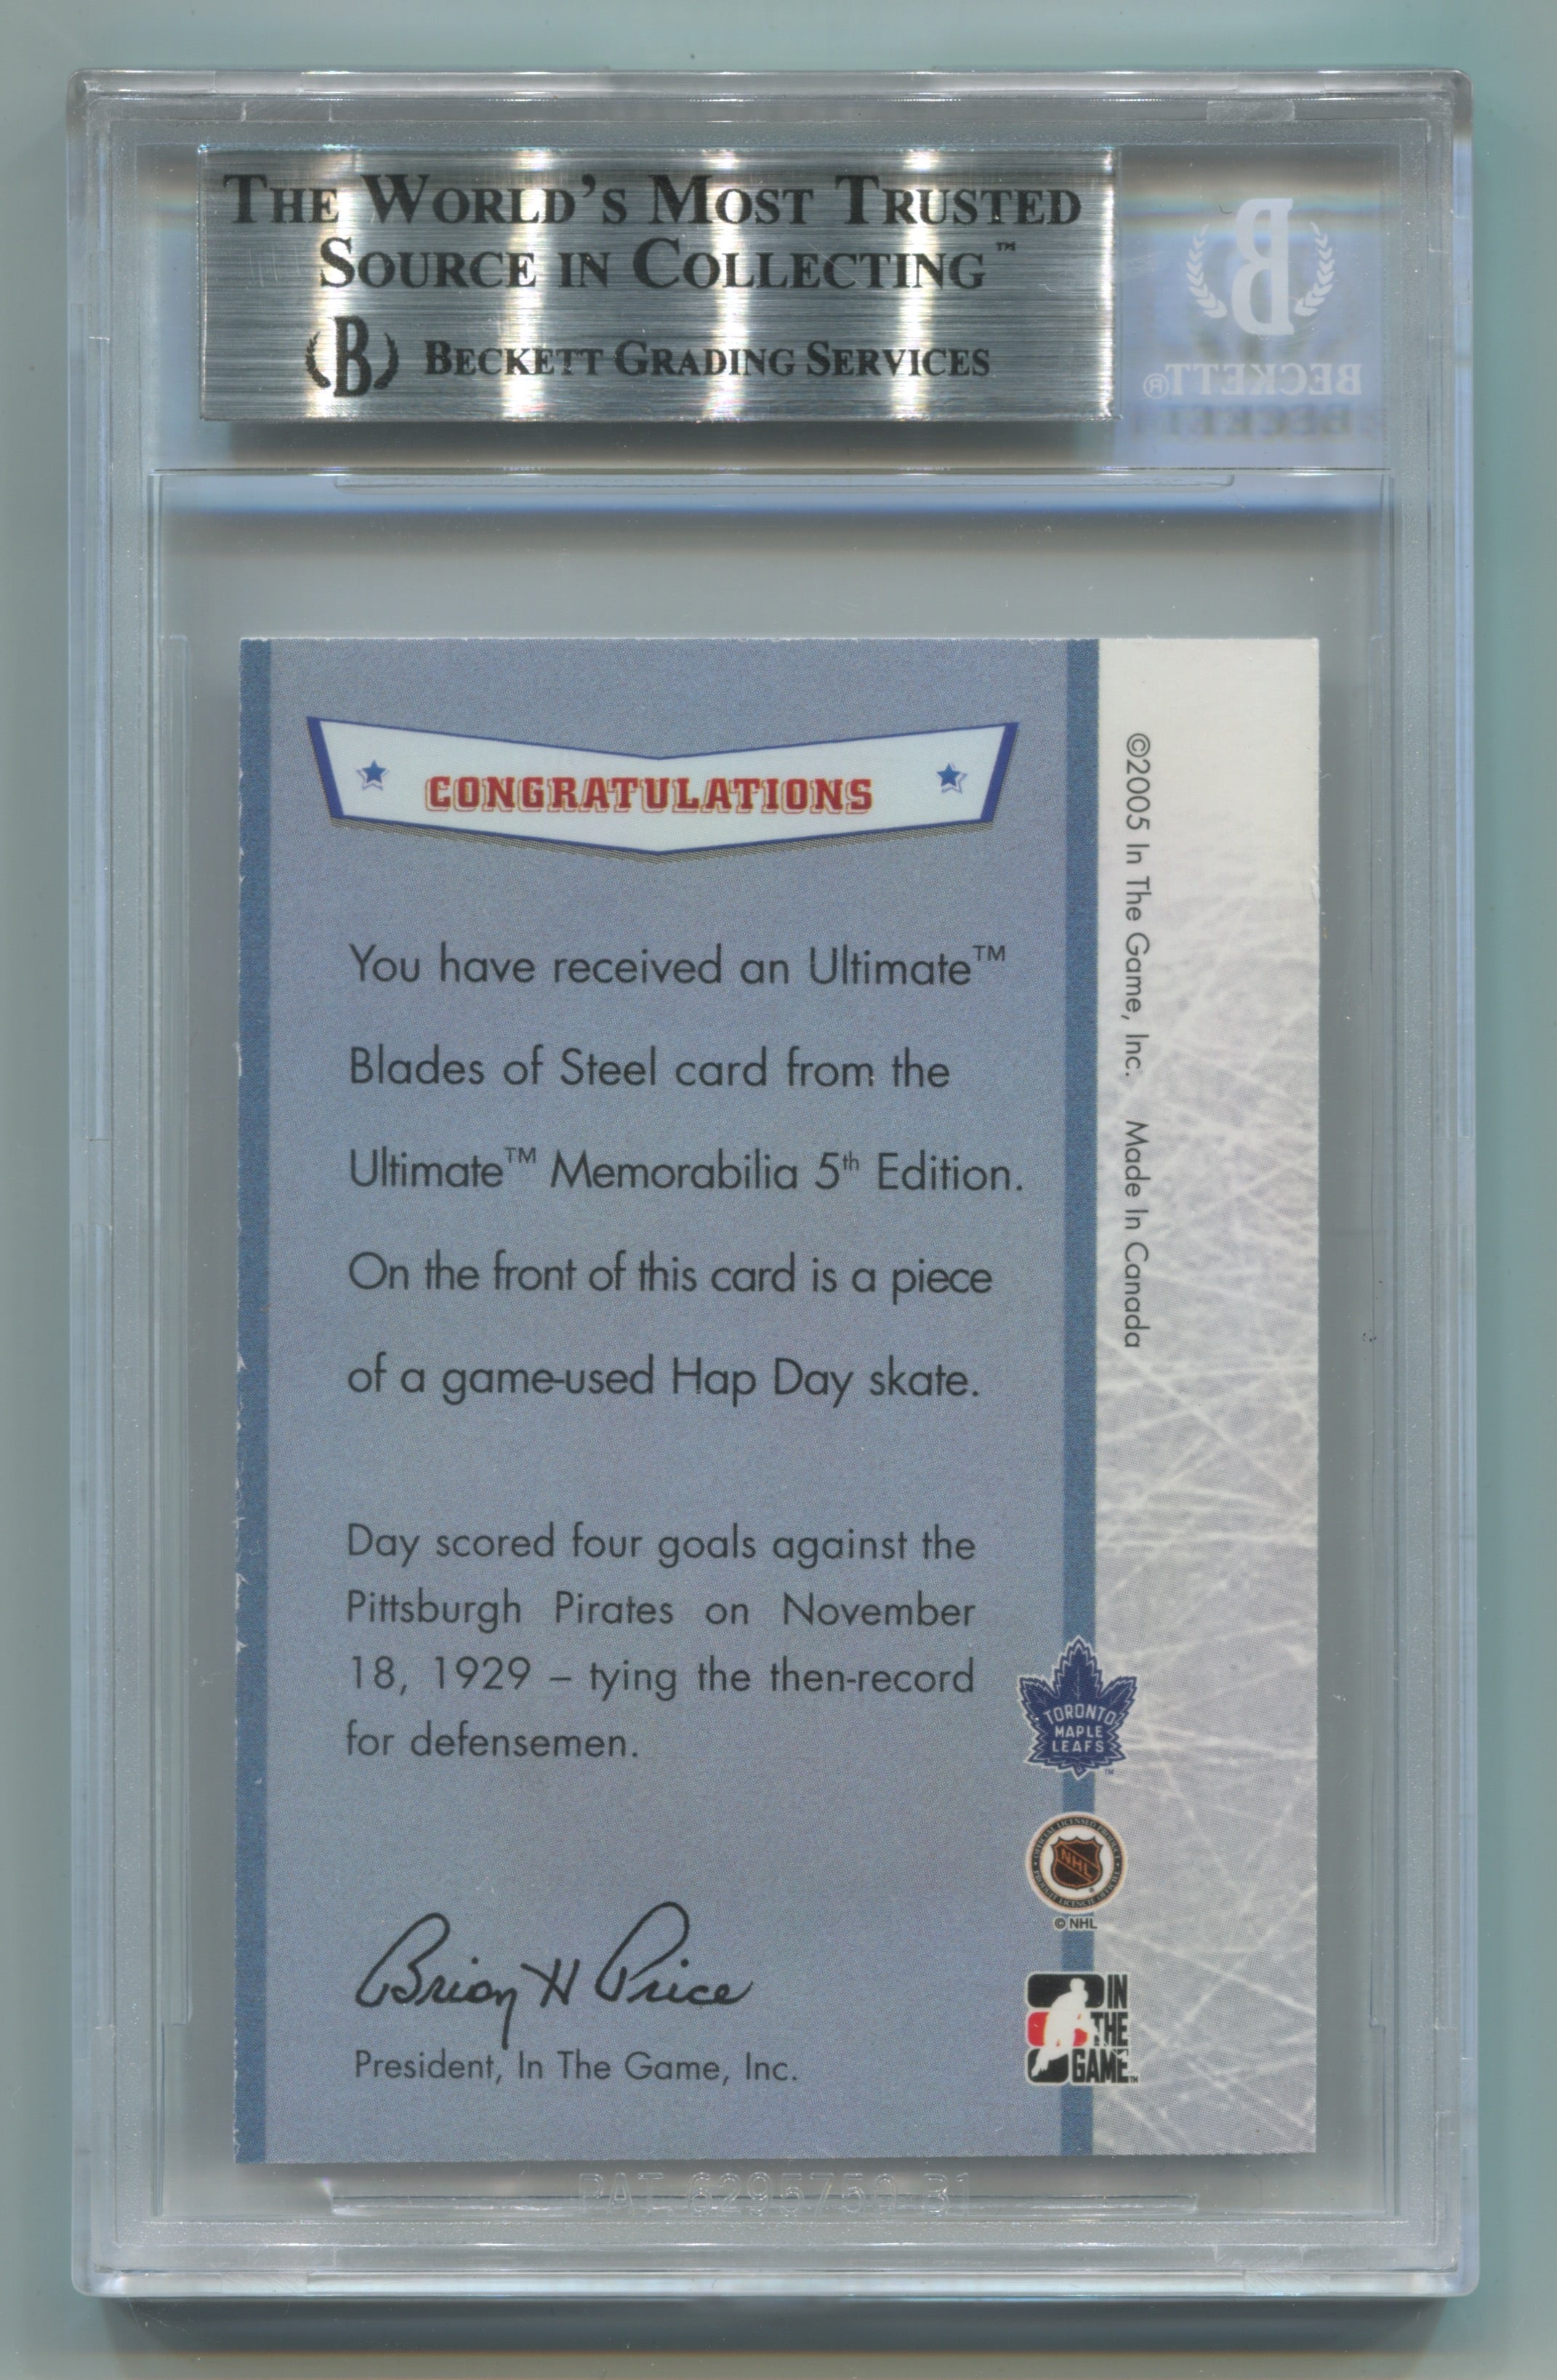 THE WORLD'S MOST TRUSTED
SOURCE IN COLLECTING™
B BECKETT GRADING SERVICES
B
BECKETT®
CONGRATULATIONS
You have received an Ultimate™
Blades of Steel card from the
Ultimate™ Memorabilia 5th Edition.
On the front of this card is a piece
of a game-used Hap Day skate.
Day scored four goals against the
Pittsburgh Pirates on November
18, 1929 – tying the then-record
for defensemen.
Brian H Price
President, In The Game, Inc.
©2005 In The Game, Inc. Made In Canada
TORONTO
MAPLE
LEAFS
™
NHL
© NHL
IN
THE
GAME™